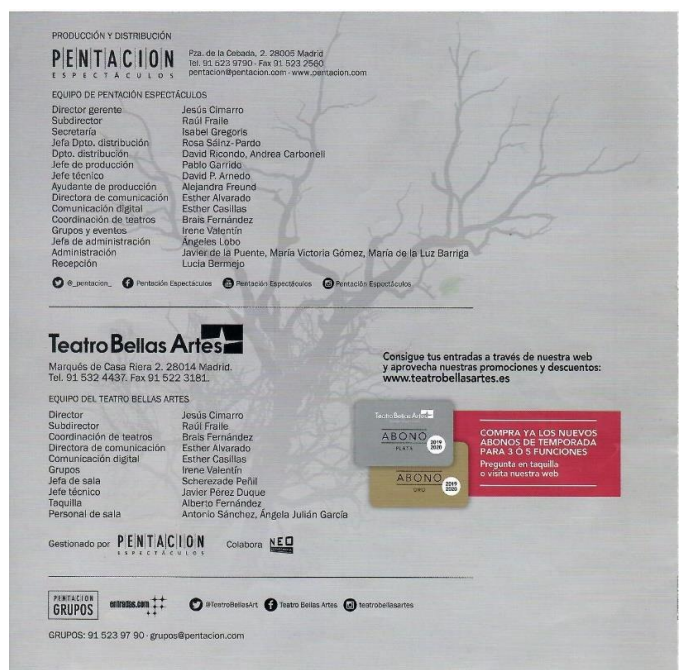 PRODUCCIÓN Y DISTRIBUCIÓN
PENTACION
ESPECTÁCULOS
Pza. de la Cebada, 2. 28005 Madrid
Tel. 91 523 9790 - Fax 91 523 2560
pentacion@pentacion.com - www.pentacion.com
EQUIPO DE PENTACIÓN ESPECTÁCULOS
Director gerente Jesús Cimarro
Subdirector Raúl Fraile
Secretaría Isabel Gregoris
Jefa Dpto. distribución Rosa Sáinz-Pardo
Dpto. distribución David Ricondo, Andrea Carbonell
Jefe de producción Pablo Garrido
Jefe técnico David P. Arnedo
Ayudante de producción Alejandra Freund
Directora de comunicación Esther Alvarado
Comunicación digital Esther Casillas
Coordinación de teatros Brais Fernández
Grupos y eventos Irene Valentín
Jefa de administración Ángeles Lobo
Administración Javier de la Puente, María Victoria Gómez, María de la Luz Barriga
Recepción Lucía Bermejo
@_pentacion_ Pentación Espectáculos Pentación Espectáculos Pentación Espectáculos
Teatro Bellas Artes
Marqués de Casa Riera 2. 28014 Madrid.
Tel. 91 532 4437. Fax 91 522 3181.
Consigue tus entradas a través de nuestra web
y aprovecha nuestras promociones y descuentos:
www.teatrobellasartes.es
EQUIPO DEL TEATRO BELLAS ARTES
Director Jesús Cimarro
Subdirector Raúl Fraile
Coordinación de teatros Brais Fernández
Directora de comunicación Esther Alvarado
Comunicación digital Esther Casillas
Grupos Irene Valentín
Jefa de sala Scherezade Peñil
Jefe técnico Javier Pérez Duque
Taquilla Alberto Fernández
Personal de sala Antonio Sánchez, Ángela Julián García
Teatro Bellas Artes
ABONO
PLATA
2019
2020
ABONO
ORO
2019
2020
COMPRA YA LOS NUEVOS
ABONOS DE TEMPORADA
PARA 3 O 5 FUNCIONES
Pregunta en taquilla
o visita nuestra web
Gestionado por PENTACION
ESPECTÁCULOS
Colabora NEO
PENTACION
GRUPOS
entradas.com
@TeatroBellasArt Teatro Bellas Artes teatrobellasartes
GRUPOS: 91 523 97 90 - grupos@pentacion.com